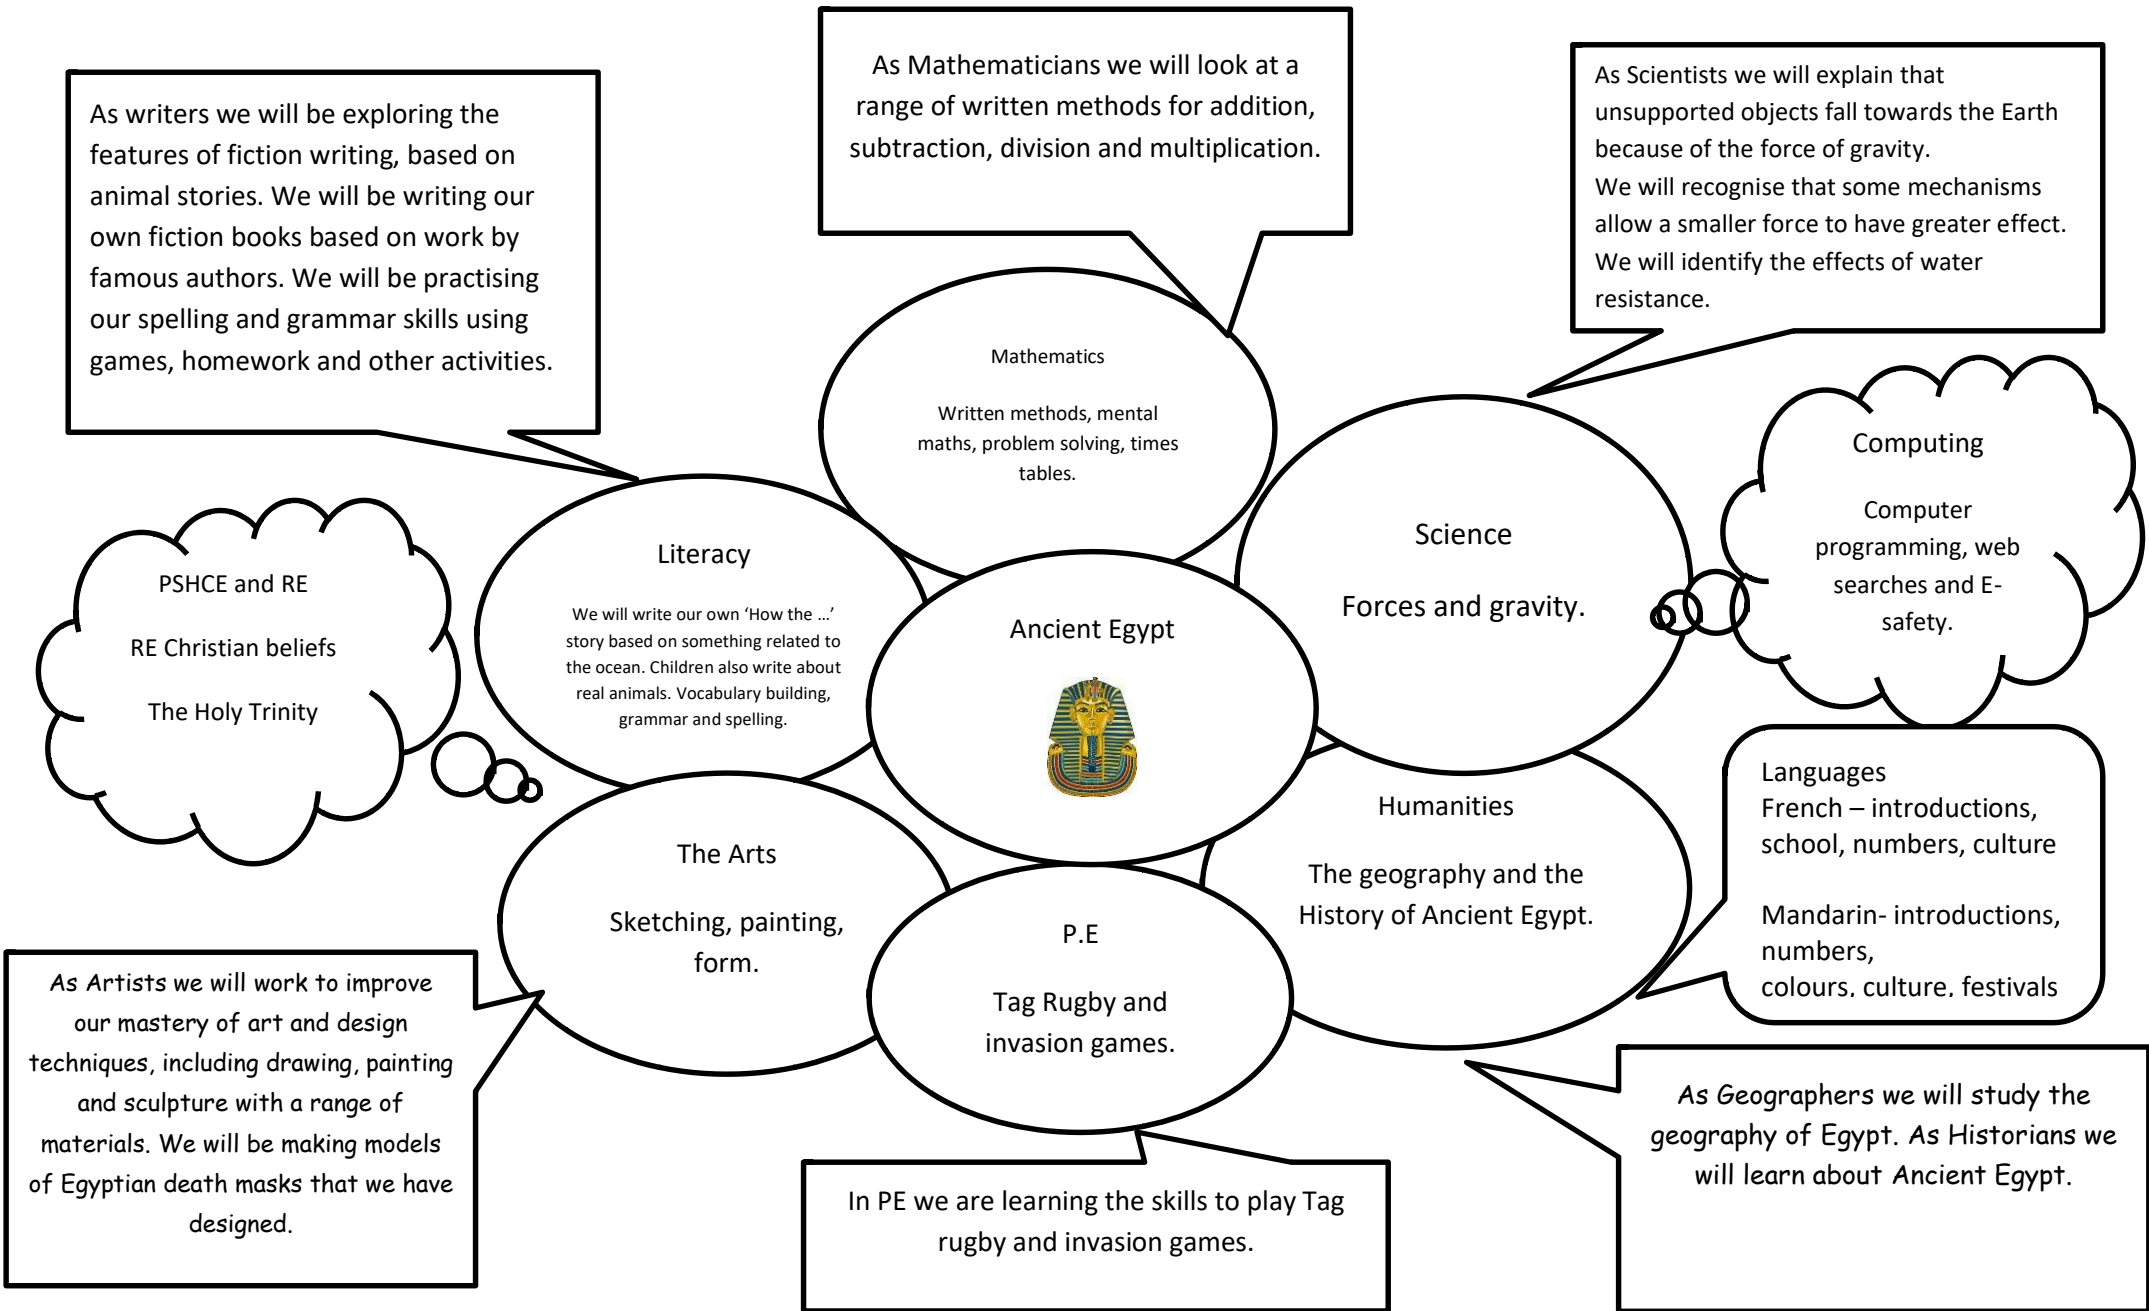 As writers we will be exploring the
features of fiction writing, based on
animal stories. We will be writing our
own fiction books based on work by
famous authors. We will be practising
our spelling and grammar skills using
games, homework and other activities.
As Mathematicians we will look at a
range of written methods for addition,
subtraction, division and multiplication.
As Scientists we will explain that
unsupported objects fall towards the Earth
because of the force of gravity.
We will recognise that some mechanisms
allow a smaller force to have greater effect.
We will identify the effects of water
resistance.
Mathematics
Written methods, mental
maths, problem solving, times
tables.
Computing
Computer
programming, web
searches and E-
safety.
Science
Forces and gravity.
Literacy
We will write our own ‘How the …’
story based on something related to
the ocean. Children also write about
real animals. Vocabulary building,
grammar and spelling.
PSHCE and RE
RE Christian beliefs
The Holy Trinity
Ancient Egypt
Languages
French – introductions,
school, numbers, culture
Mandarin- introductions,
numbers,
colours, culture, festivals
Humanities
The geography and the
History of Ancient Egypt.
The Arts
Sketching, painting,
form.
P.E
Tag Rugby and
invasion games.
As Artists we will work to improve
our mastery of art and design
techniques, including drawing, painting
and sculpture with a range of
materials. We will be making models
of Egyptian death masks that we have
designed.
In PE we are learning the skills to play Tag
rugby and invasion games.
As Geographers we will study the
geography of Egypt. As Historians we
will learn about Ancient Egypt.